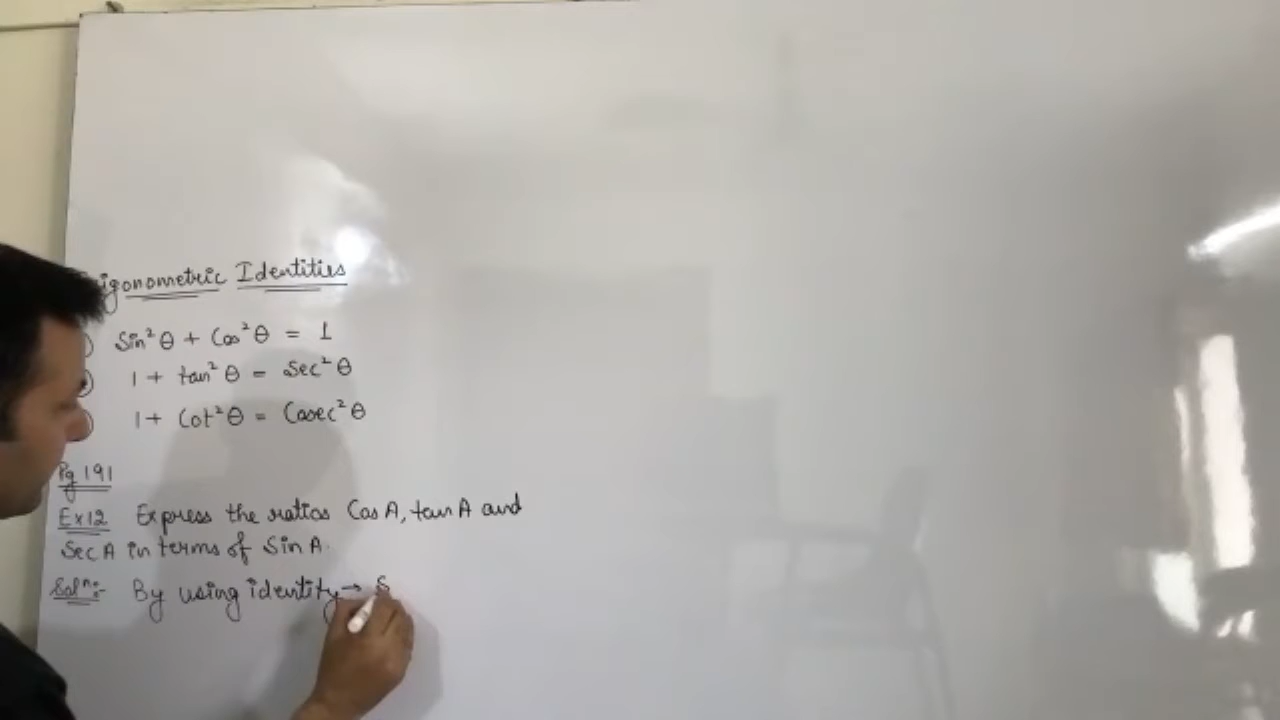 Trigonometric Identities
Sin²θ + Cos²θ = 1
1 + tan²θ = Sec²θ
1 + Cot²θ = Cosec²θ
Pg 191
Ex12 Express the ratios Cos A, tan A and
Sec A in terms of Sin A.
Solⁿ:- By using identity → S